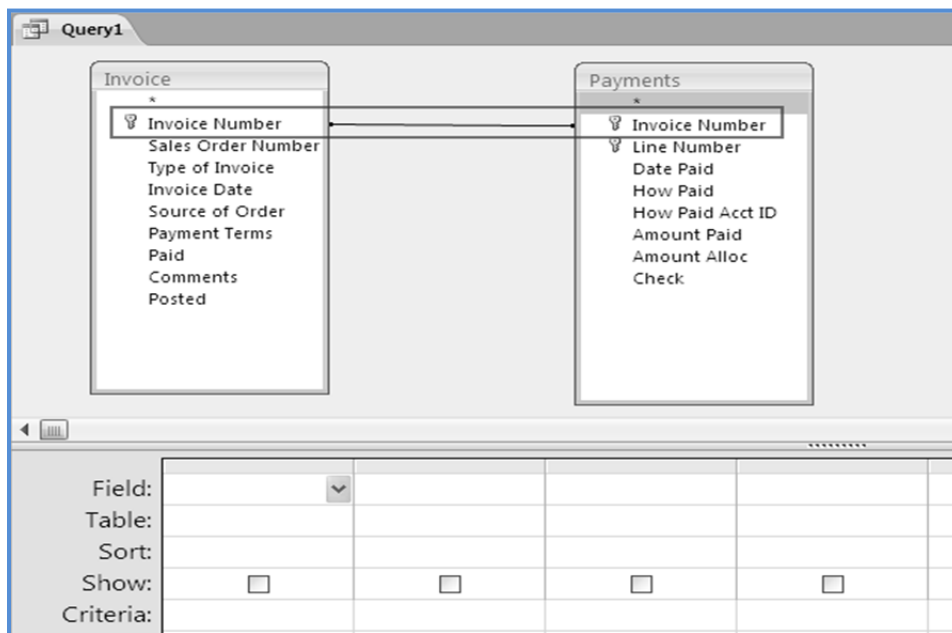 Query1
Invoice
*
Invoice Number
Sales Order Number
Type of Invoice
Invoice Date
Source of Order
Payment Terms
Paid
Comments
Posted
Payments
*
Invoice Number
Line Number
Date Paid
How Paid
How Paid Acct ID
Amount Paid
Amount Alloc
Check
Field:
Table:
Sort:
Show:
Criteria: